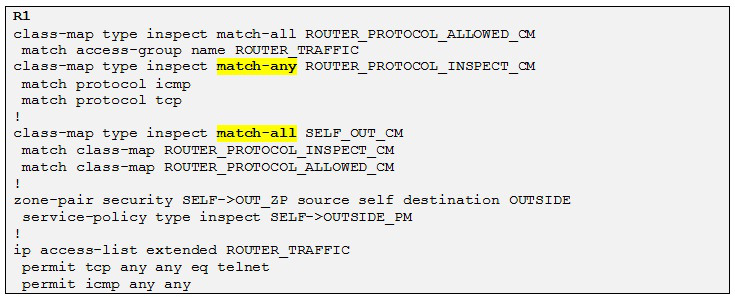 R1
class-map type inspect match-all ROUTER_PROTOCOL_ALLOWED_CM
 match access-group name ROUTER_TRAFFIC
class-map type inspect match-any ROUTER_PROTOCOL_INSPECT_CM
 match protocol icmp
 match protocol tcp
!
class-map type inspect match-all SELF_OUT_CM
 match class-map ROUTER_PROTOCOL_INSPECT_CM
 match class-map ROUTER_PROTOCOL_ALLOWED_CM
!
zone-pair security SELF->OUT_ZP source self destination OUTSIDE
 service-policy type inspect SELF->OUTSIDE_PM
!
ip access-list extended ROUTER_TRAFFIC
 permit tcp any any eq telnet
 permit icmp any any